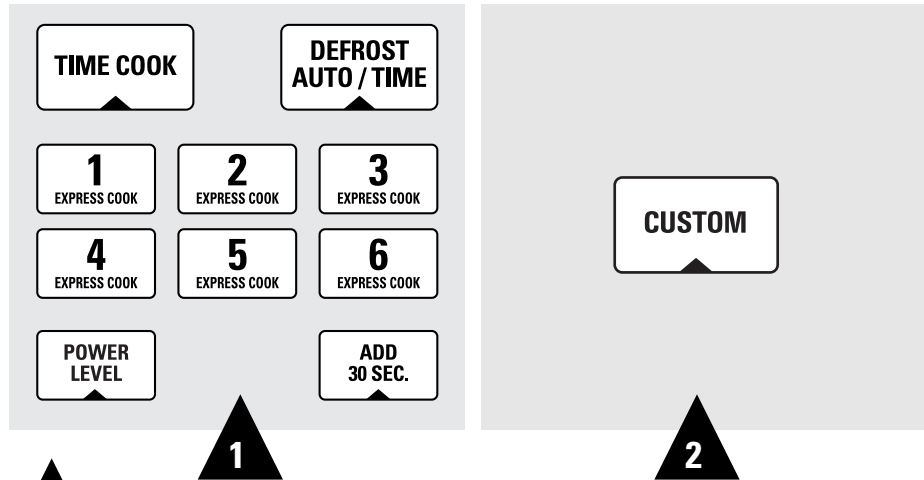 TIME COOK
DEFROST
AUTO / TIME
1
EXPRESS COOK
2
EXPRESS COOK
3
EXPRESS COOK
4
EXPRESS COOK
5
EXPRESS COOK
6
EXPRESS COOK
POWER
LEVEL
ADD
30 SEC.
1
CUSTOM
2